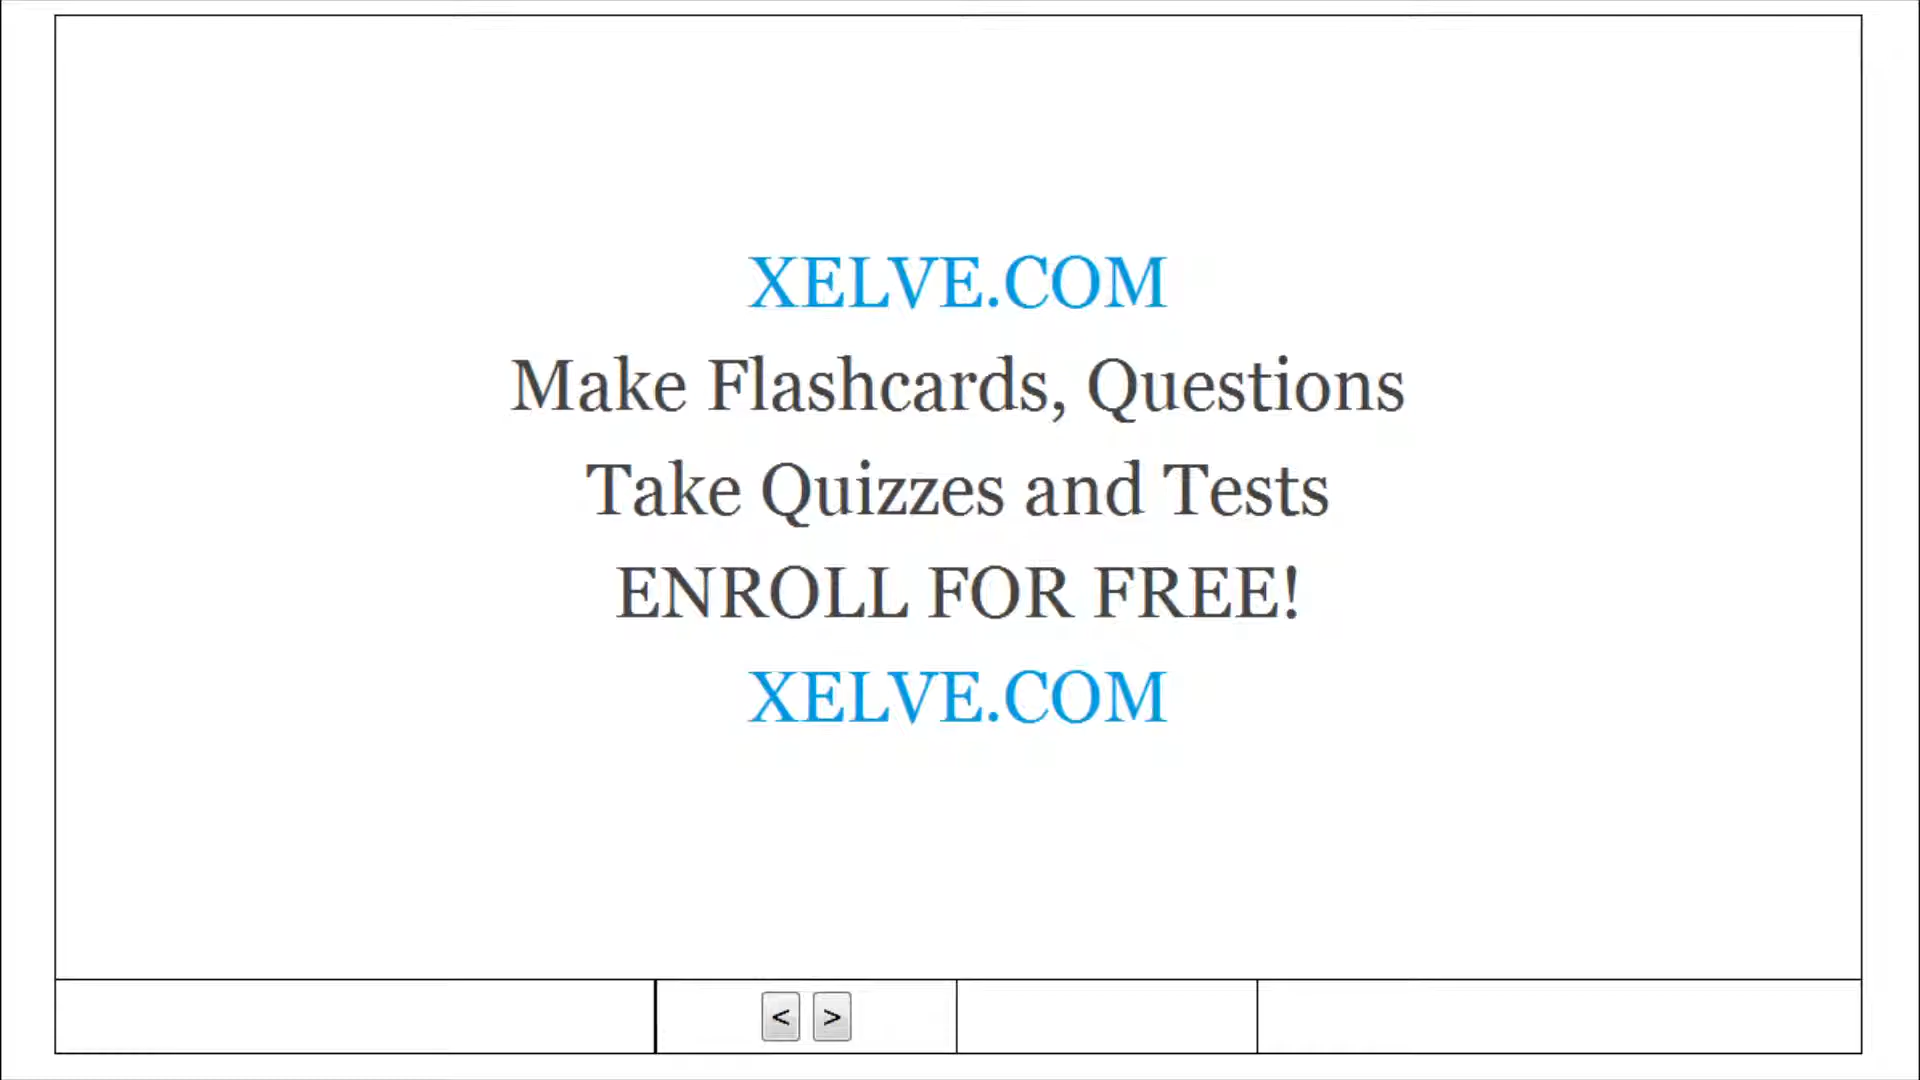 XELVE.COM
Make Flashcards, Questions
Take Quizzes and Tests
ENROLL FOR FREE!
XELVE.COM
< >